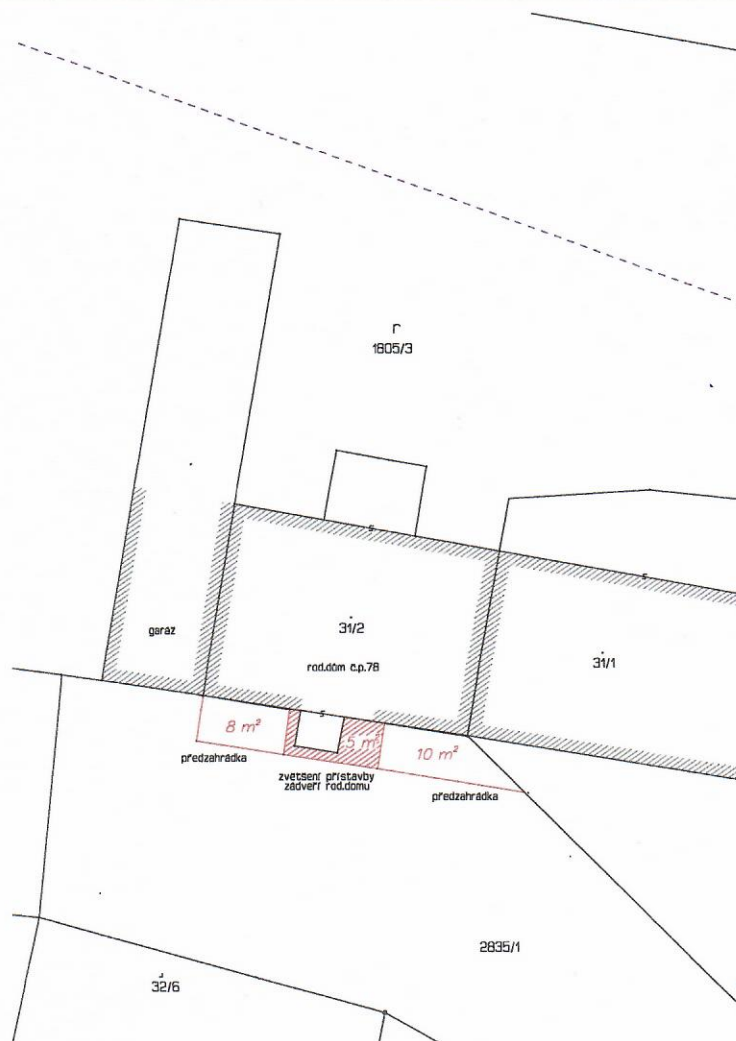 1805/3
garáž
31/2
rod.dům č.p.78
31/1
s
s
s
8 m²
5 m²
10 m²
předzahrádka
zvetšení přístavby
zádveří rod.domu
předzahrádka
2835/1
32/6